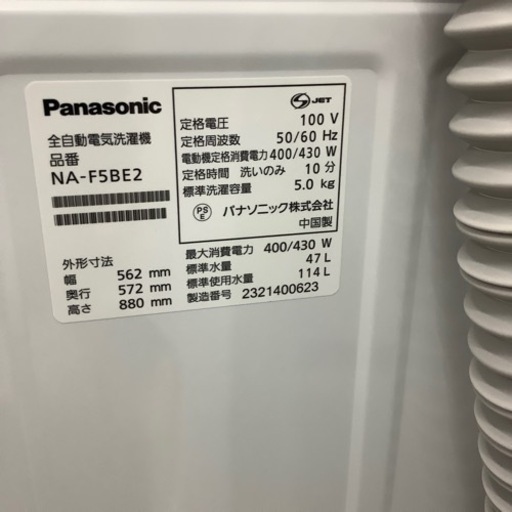 Panasonic
全自動電気洗濯機
品番
NA-F5BE2
外形寸法
幅 562 mm
奥行 572 mm
高さ 880 mm
S JET
定格電圧 100 V
定格周波数 50/60 Hz
電動機定格消費電力 400/430 W
定格時間 洗いのみ 10 分
標準洗濯容量 5.0 kg
PS E パナソニック株式会社
中国製
最大消費電力 400/430 W
標準水量 47 L
標準使用水量 114 L
製造番号 2321400623